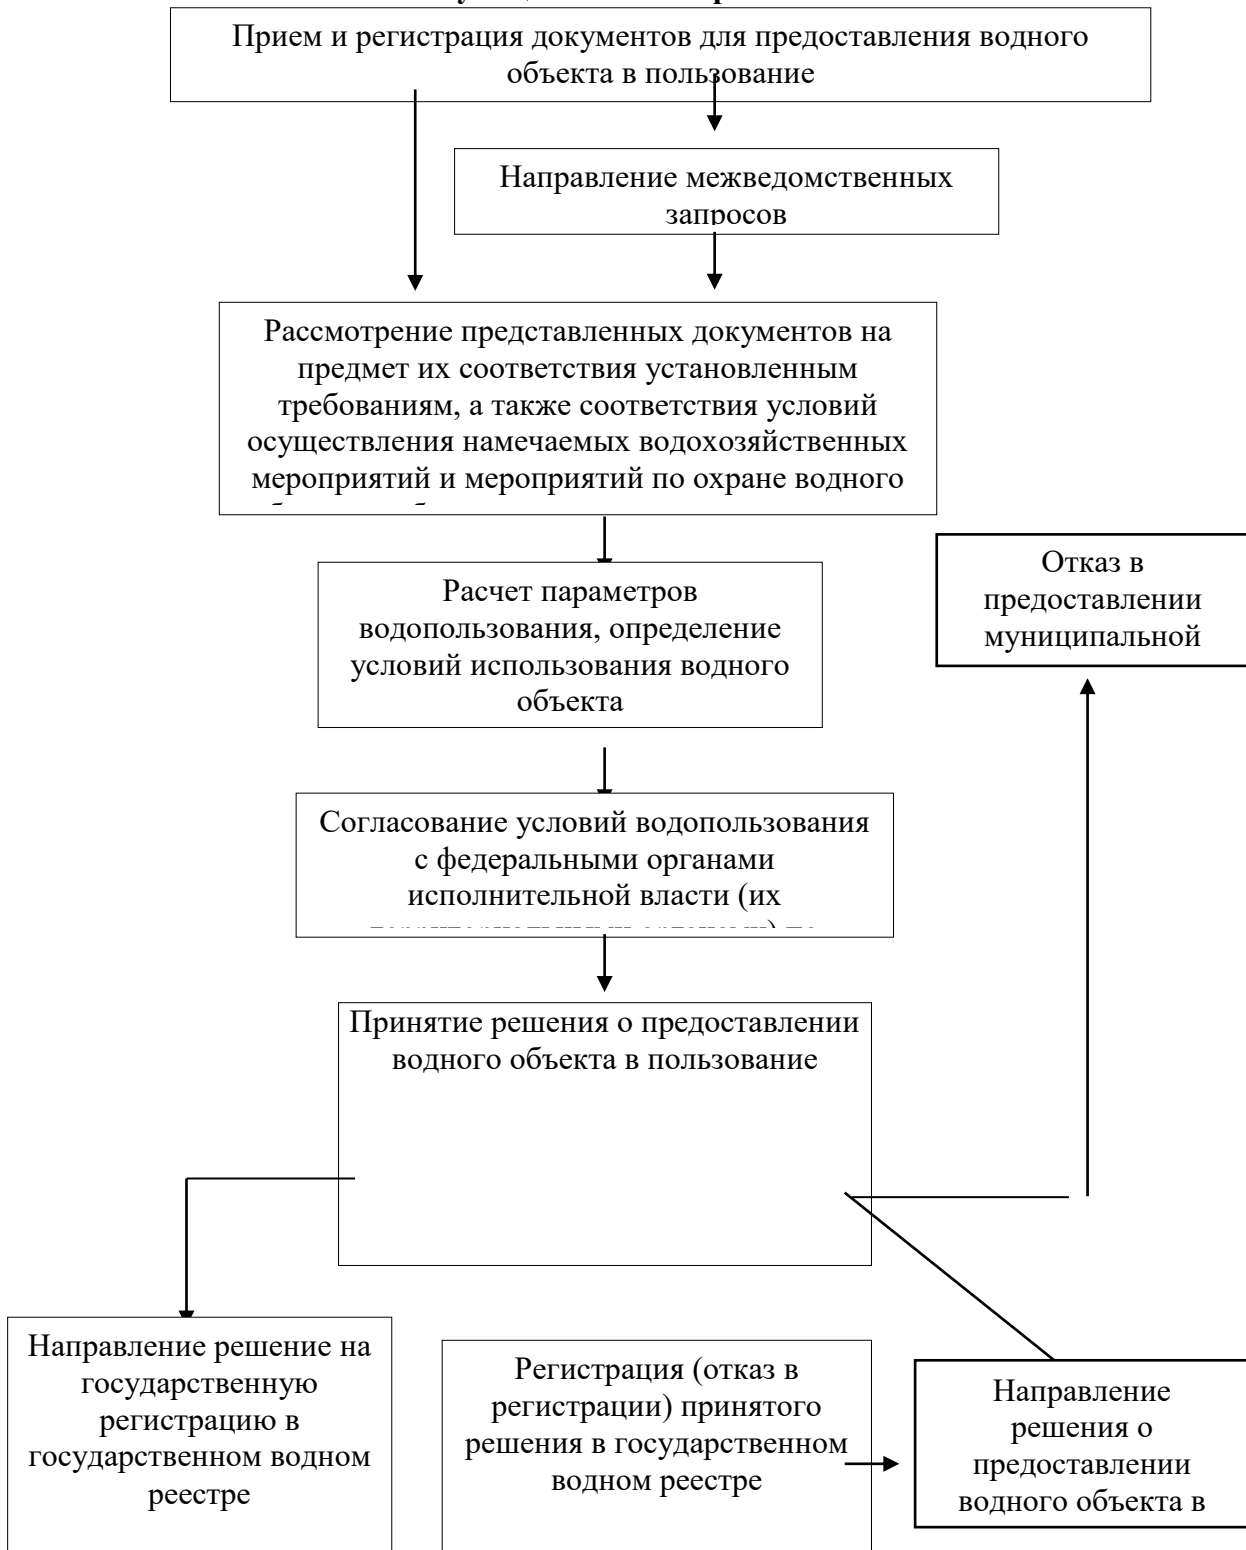 Прием и регистрация документов для предоставления водного
объекта в пользование
Направление межведомственных
запросов
Рассмотрение представленных документов на
предмет их соответствия установленным
требованиям, а также соответствия условий
осуществления намечаемых водохозяйственных
мероприятий и мероприятий по охране водного
Отказ в
предоставлении
муниципальной
Расчет параметров
водопользования, определение
условий использования водного
объекта
Согласование условий водопользования
с федеральными органами
исполнительной власти (их
Принятие решения о предоставлении
водного объекта в пользование
Направление решение на
государственную
регистрацию в
государственном водном
реестре
Регистрация (отказ в
регистрации) принятого
решения в государственном
водном реестре
Направление
решения о
предоставлении
водного объекта в